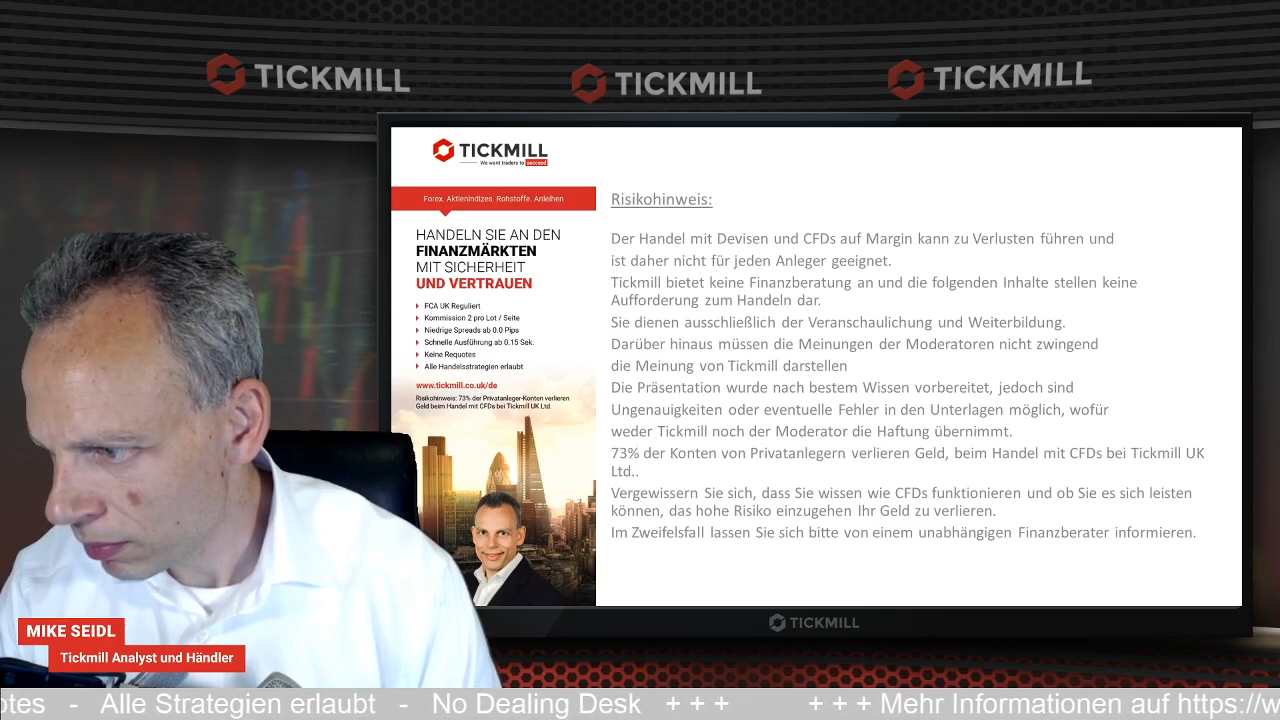 TICKMILL
TICKMILL
TICKMILL
TICKMILL
We want traders to succeed
Forex. Aktienindizes. Rohstoffe. Anleihen
HANDELN SIE AN DEN
FINANZMÄRKTEN
MIT SICHERHEIT
UND VERTRAUEN
FCA UK Reguliert
Kommission 2 pro Lot / Seite
Niedrige Spreads ab 0.0 Pips
Schnelle Ausführung ab 0.15 Sek.
Keine Requotes
Alle Handelsstrategien erlaubt
www.tickmill.co.uk/de
Risikohinweis: 73% der Privatanleger-Konten verlieren
Geld beim Handel mit CFDs bei Tickmill UK Ltd.
Risikohinweis:
Der Handel mit Devisen und CFDs auf Margin kann zu Verlusten führen und
ist daher nicht für jeden Anleger geeignet.
Tickmill bietet keine Finanzberatung an und die folgenden Inhalte stellen keine
Aufforderung zum Handeln dar.
Sie dienen ausschließlich der Veranschaulichung und Weiterbildung.
Darüber hinaus müssen die Meinungen der Moderatoren nicht zwingend
die Meinung von Tickmill darstellen
Die Präsentation wurde nach bestem Wissen vorbereitet, jedoch sind
Ungenauigkeiten oder eventuelle Fehler in den Unterlagen möglich, wofür
weder Tickmill noch der Moderator die Haftung übernimmt.
73% der Konten von Privatanlegern verlieren Geld, beim Handel mit CFDs bei Tickmill UK
Ltd..
Vergewissern Sie sich, dass Sie wissen wie CFDs funktionieren und ob Sie es sich leisten
können, das hohe Risiko einzugehen Ihr Geld zu verlieren.
Im Zweifelsfall lassen Sie sich bitte von einem unabhängigen Finanzberater informieren.
TICKMILL
MIKE SEIDL
Tickmill Analyst und Händler
otes - Alle Strategien erlaubt - No Dealing Desk + + + + + + Mehr Informationen auf https://w